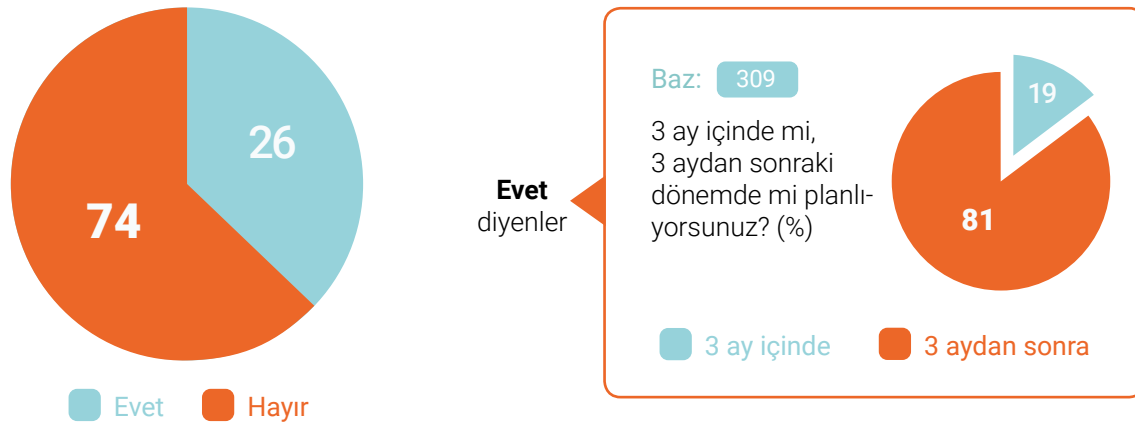 26
74
Evet
Hayır
Evet
diyenler
Baz: 309
3 ay içinde mi,
3 aydan sonraki
dönemde mi planlı-
yorsunuz? (%)
19
81
3 ay içinde
3 aydan sonra